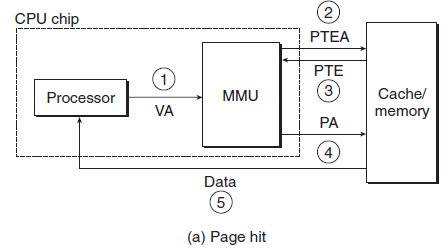 CPU chip
2
PTEA
PTE
3
1
Processor
VA
MMU
Cache/
memory
PA
4
Data
5
(a) Page hit